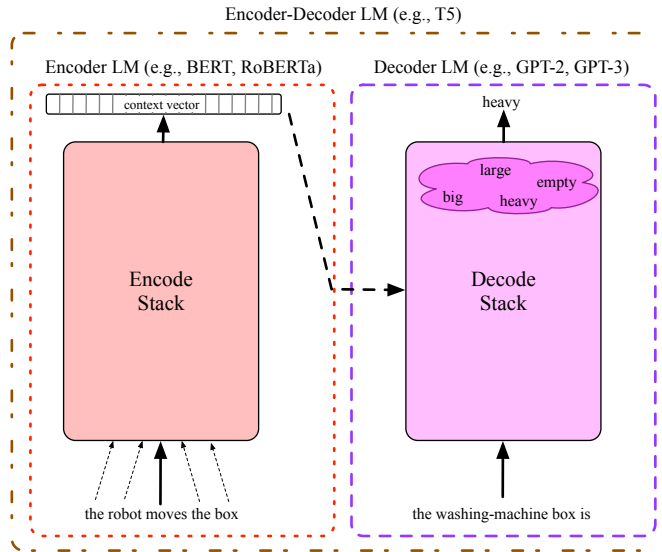 Encoder-Decoder LM (e.g., T5)
Encoder LM (e.g., BERT, RoBERTa)
context vector
Encode
Stack
the robot moves the box
Decoder LM (e.g., GPT-2, GPT-3)
heavy
large
empty
big
heavy
Decode
Stack
the washing-machine box is